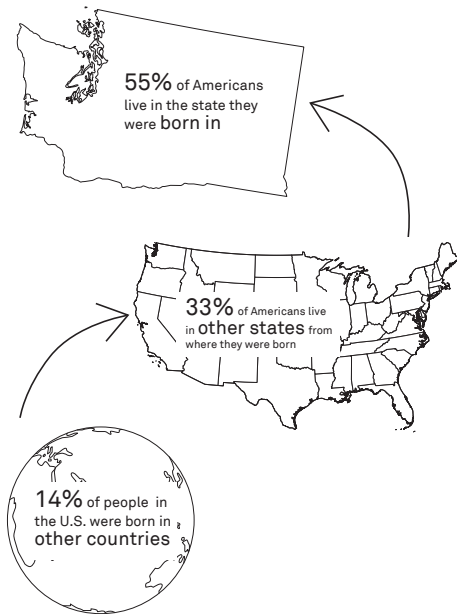 55% of Americans
live in the state they
were born in
33% of Americans live
in other states from
where they were born
14% of people in
the U.S. were born in
other countries